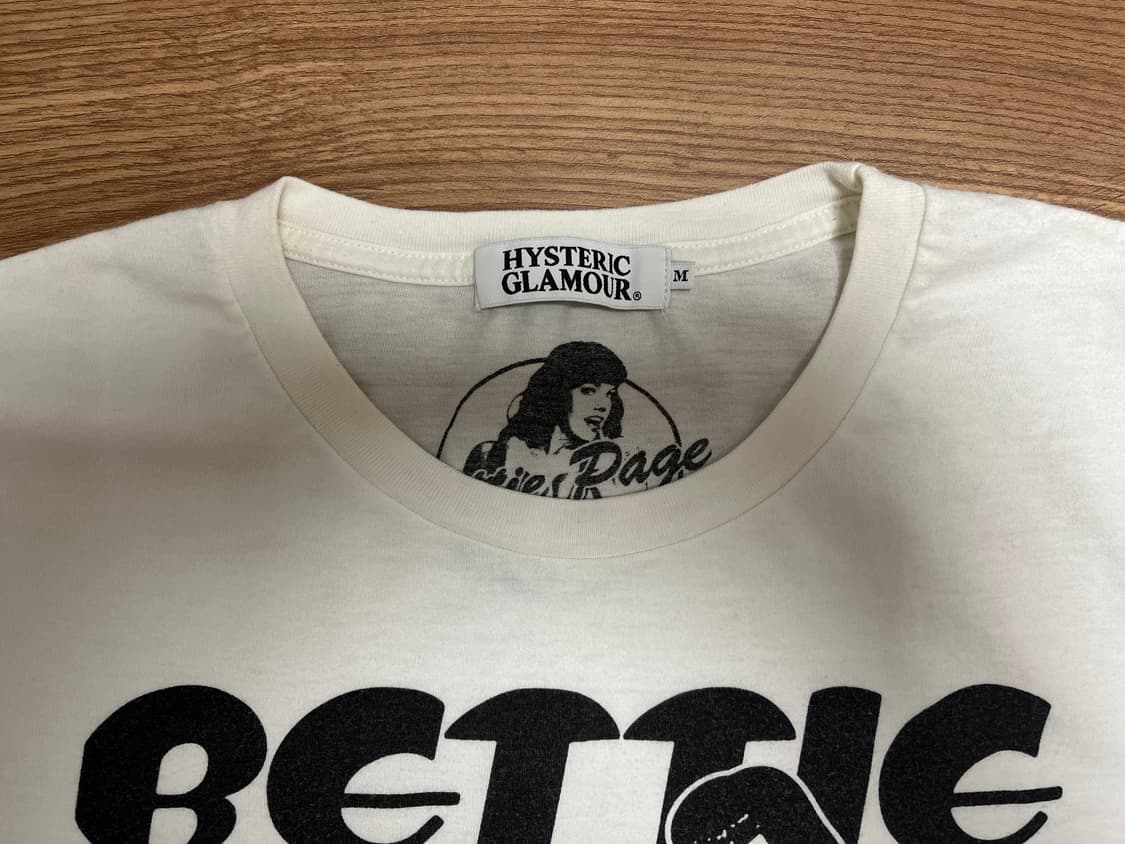 HYSTERIC
GLAMOUR®
M
Page
BETTIE